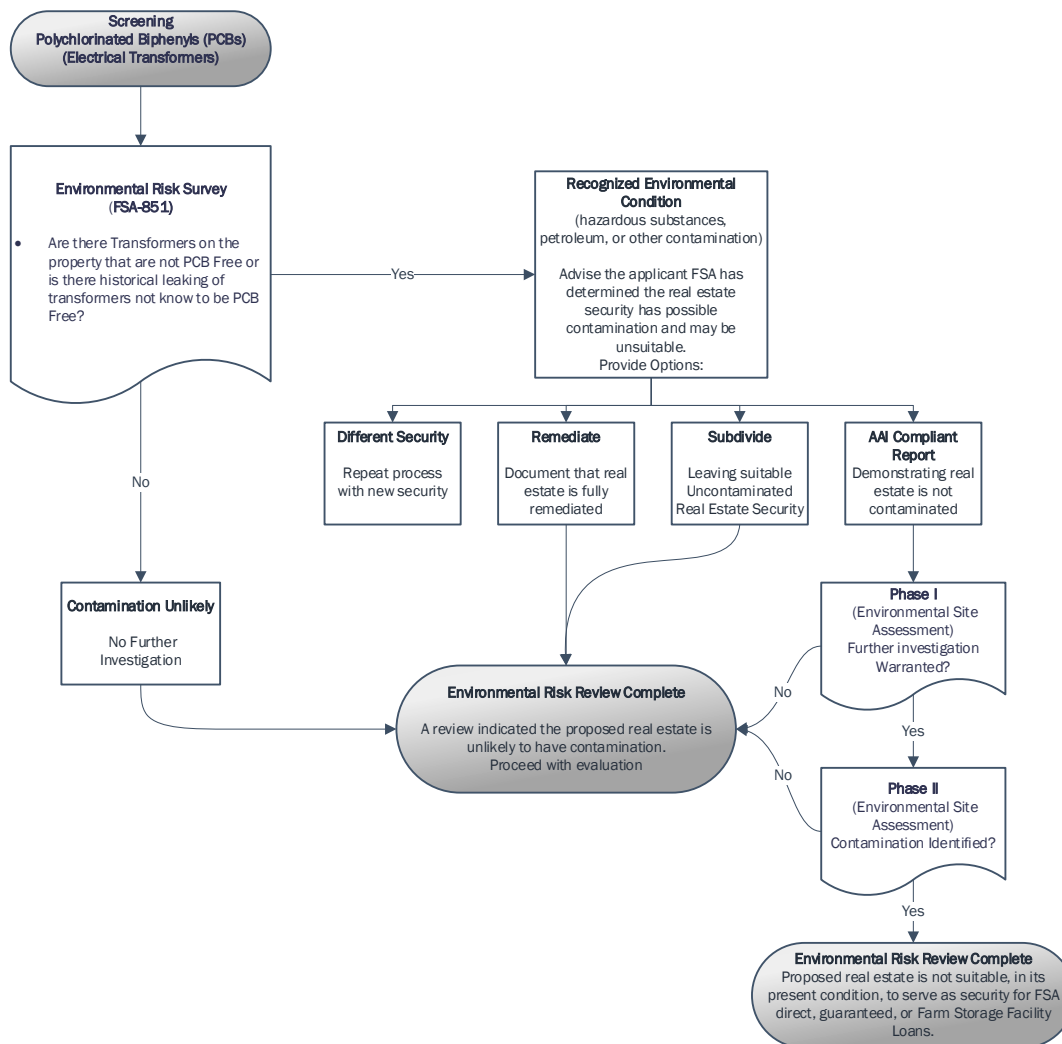 Screening
Polychlorinated Biphenyls (PCBs)
(Electrical Transformers)
Environmental Risk Survey
(FSA-851)
• Are there Transformers on the
property that are not PCB Free or
is there historical leaking of
transformers not know to be PCB
Free?
Yes
Recognized Environmental
Condition
(hazardous substances,
petroleum, or other contamination)
Advise the applicant FSA has
determined the real estate
security has possible
contamination and may be
unsuitable.
Provide Options:
Different Security
Repeat process
with new security
Remediate
Document that real
estate is fully
remediated
Subdivide
Leaving suitable
Uncontaminated
Real Estate Security
AAI Compliant
Report
Demonstrating real
estate is not
contaminated
No
Contamination Unlikely
No Further
Investigation
Phase I
(Environmental Site
Assessment)
Further investigation
Warranted?
No
Yes
Environmental Risk Review Complete
A review indicated the proposed real estate is
unlikely to have contamination.
Proceed with evaluation
Phase II
(Environmental Site
Assessment)
Contamination Identified?
No
Yes
Environmental Risk Review Complete
Proposed real estate is not suitable, in its
present condition, to serve as security for FSA
direct, guaranteed, or Farm Storage Facility
Loans.